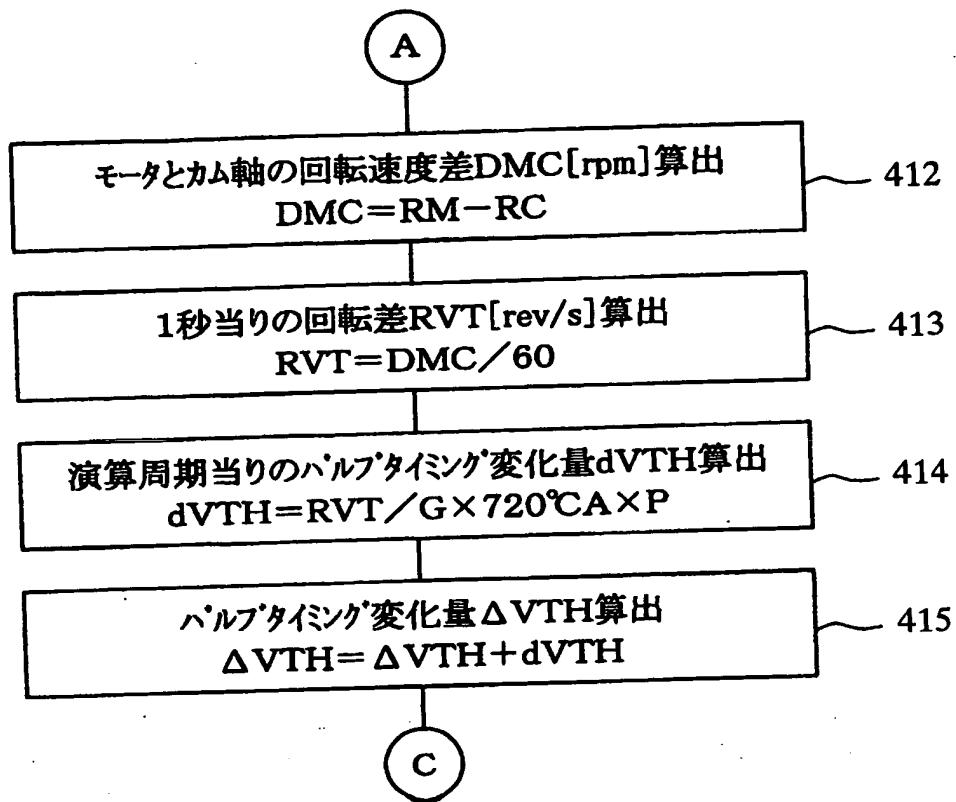 A
モータとカム軸の回転速度差DMC[rpm]算出
DMC=RM−RC
412
1秒当りの回転差RVT[rev/s]算出
RVT=DMC/60
413
演算周期当りのバルブタイミング変化量dVTH算出
dVTH=RVT/G×720℃A×P
414
バルブタイミング変化量ΔVTH算出
ΔVTH=ΔVTH+dVTH
415
C